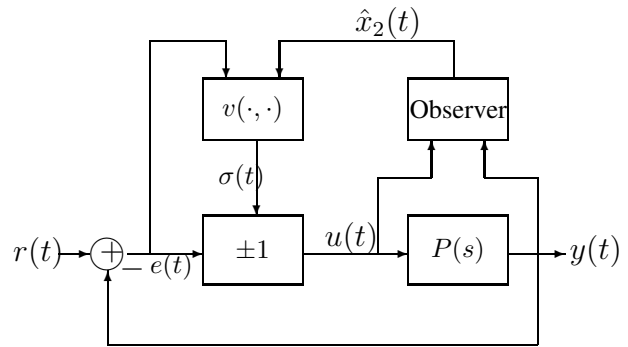 x̂₂(t)
v(·, ·)
Observer
σ(t)
r(t)
+
−
e(t)
±1
u(t)
P(s)
y(t)